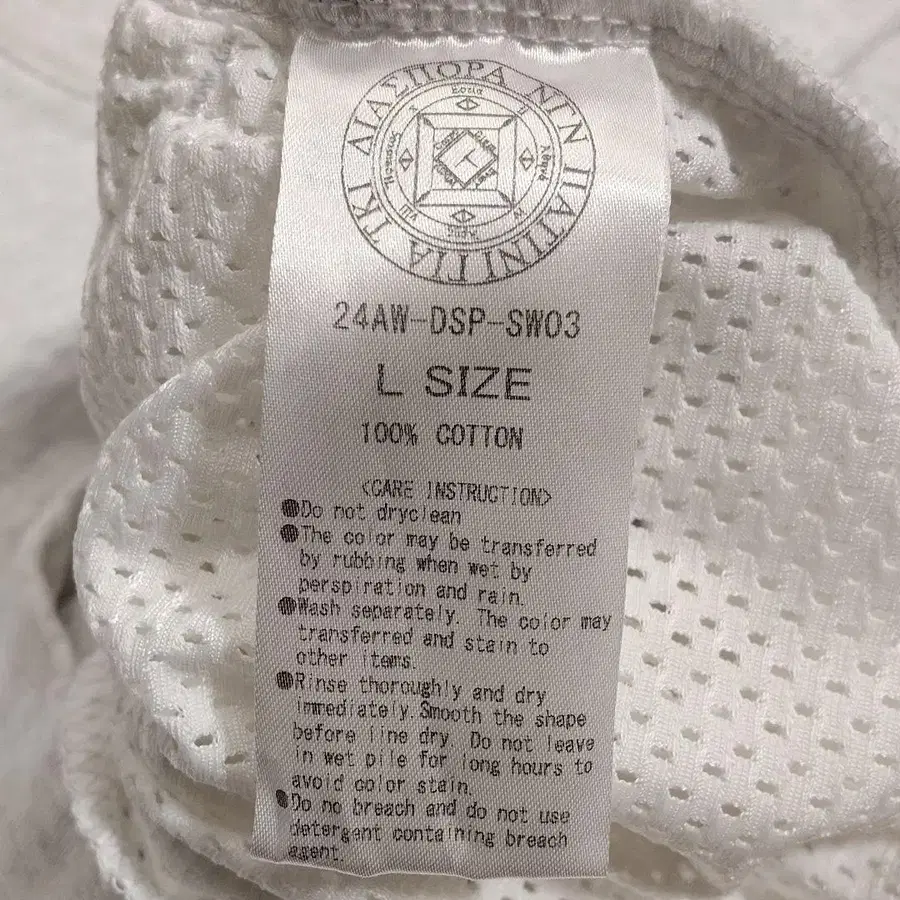 ΔΙΑΣΠΟΡΑ
Εστία
24AW-DSP-SW03
L SIZE
100% COTTON
<CARE INSTRUCTION>
●Do not dryclean
●The color may be transferred
by rubbing when wet by
perspiration and rain.
●Wash separately. The color may
transferred and stain to
other items.
●Rinse thoroughly and dry
immediately. Smooth the shape
before line dry. Do not leave
in wet pile for long hours to
avoid color stain.
●Do no breach and do not use
detergent containing breach
agent.